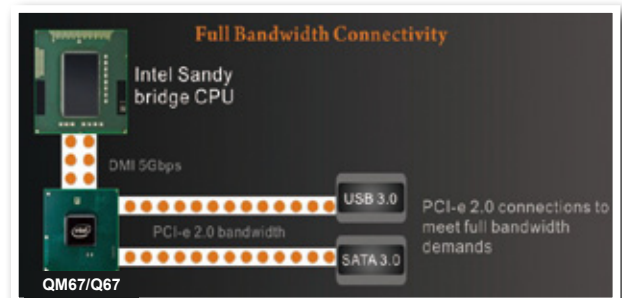 Full Bandwidth Connectivity
Intel Sandy
bridge CPU
DMI 5Gbps
USB 3.0
PCI-e 2.0 connections to
meet full bandwidth
demands
PCI-e 2.0 bandwidth
SATA 3.0
intel
QM67/Q67